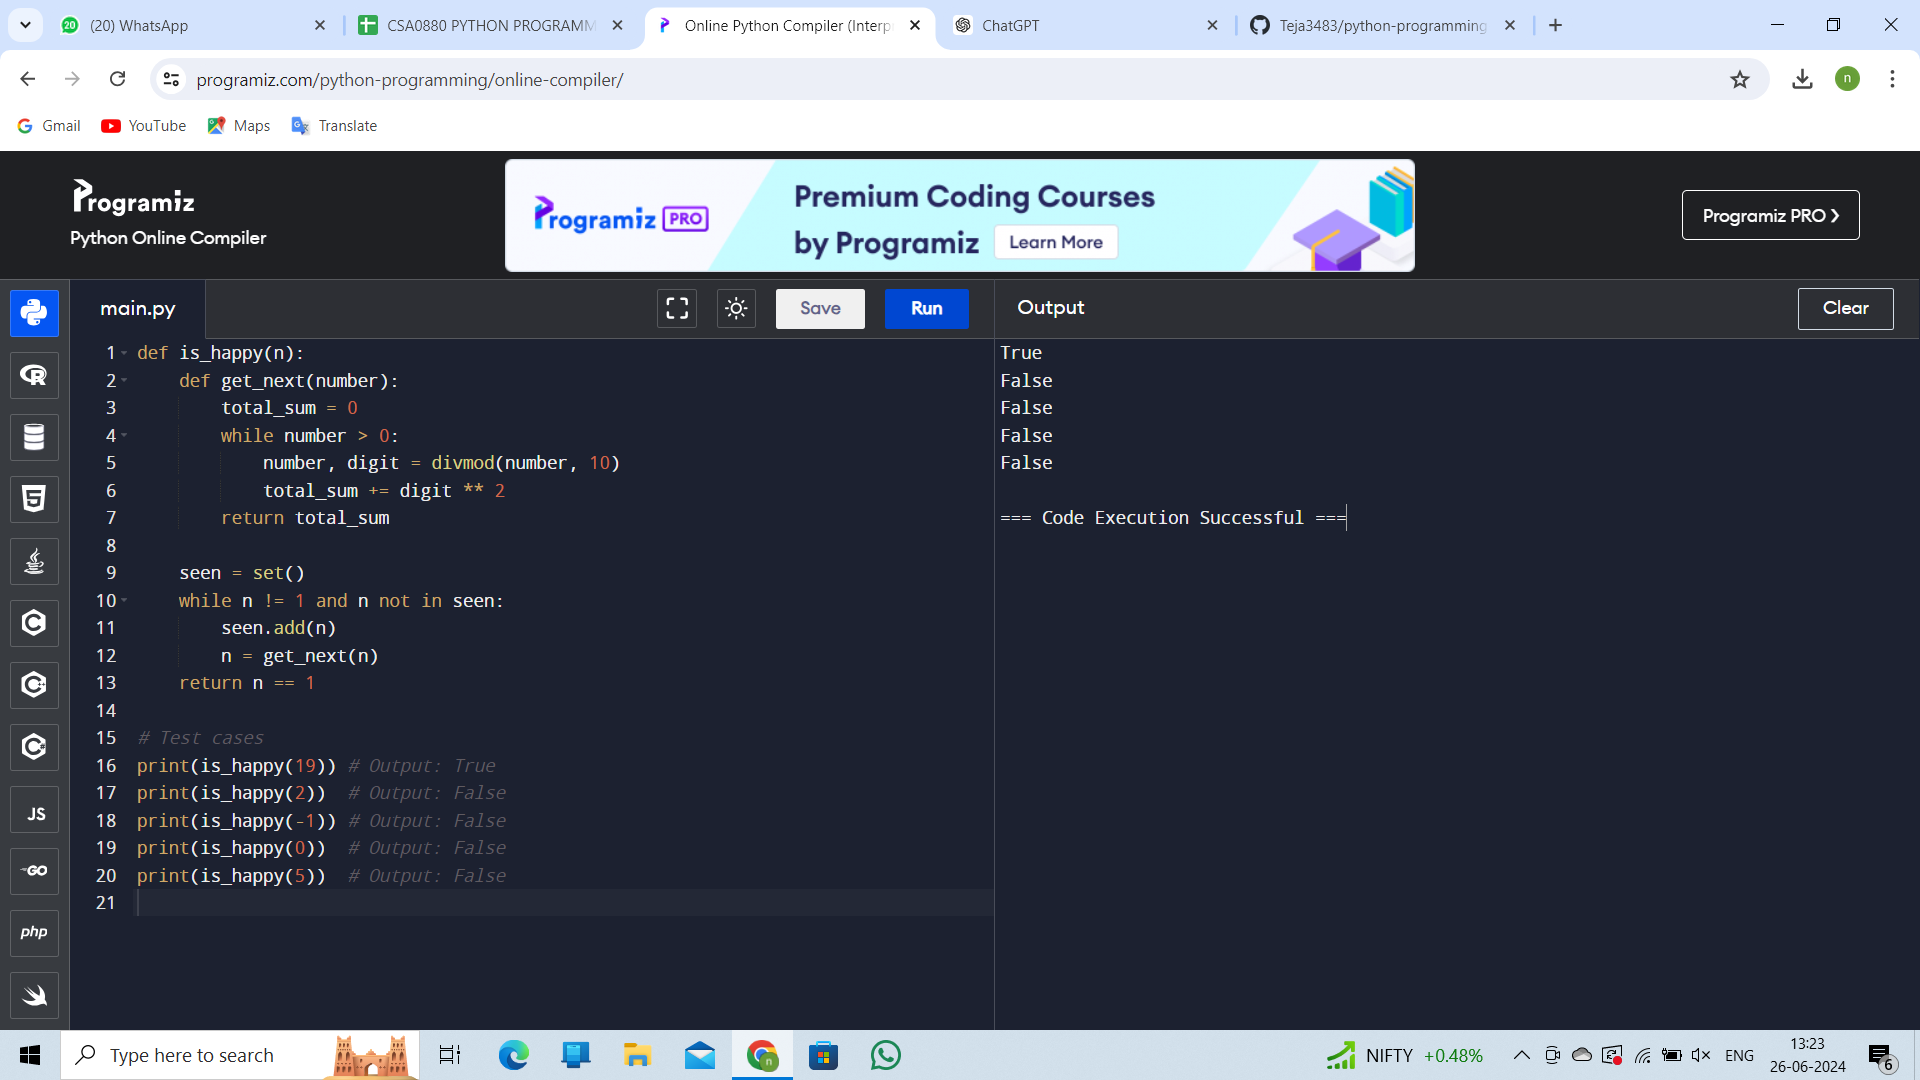 (20) WhatsApp
CSA0880 PYTHON PROGRAMM
Online Python Compiler (Interp
ChatGPT
Teja3483/python-programming
programiz.com/python-programming/online-compiler/
n
Gmail
YouTube
Maps
Translate
Programiz
Python Online Compiler
Programiz PRO
Premium Coding Courses
by Programiz
Learn More
Programiz PRO ❯
main.py
Save
Run
Output
Clear
1 def is_happy(n):
2     def get_next(number):
3         total_sum = 0
4         while number > 0:
5             number, digit = divmod(number, 10)
6             total_sum += digit ** 2
7         return total_sum
8
9     seen = set()
10     while n != 1 and n not in seen:
11         seen.add(n)
12         n = get_next(n)
13     return n == 1
14
15 # Test cases
16 print(is_happy(19)) # Output: True
17 print(is_happy(2))  # Output: False
18 print(is_happy(-1)) # Output: False
19 print(is_happy(0))  # Output: False
20 print(is_happy(5))  # Output: False
21
True
False
False
False
False
=== Code Execution Successful ===
JS
GO
php
Type here to search
NIFTY +0.48%
ENG
13:23
26-06-2024
6